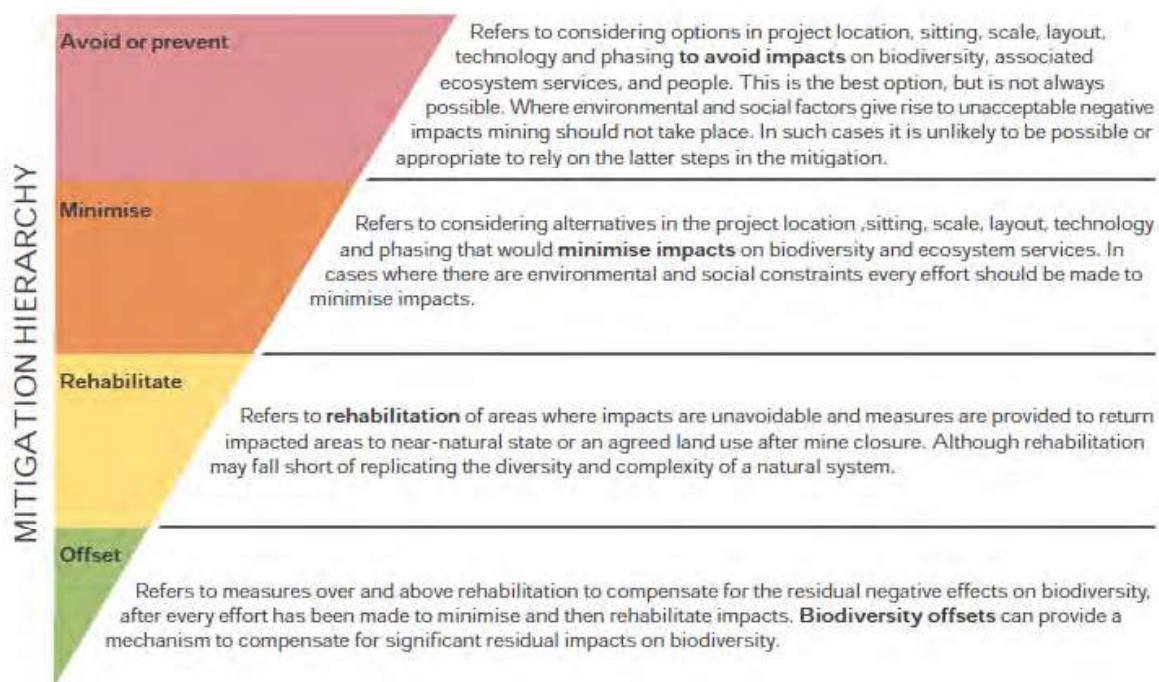 MITIGATION HIERARCHY
Avoid or prevent
Refers to considering options in project location, sitting, scale, layout,
technology and phasing to avoid impacts on biodiversity, associated
ecosystem services, and people. This is the best option, but is not always
possible. Where environmental and social factors give rise to unacceptable negative
impacts mining should not take place. In such cases it is unlikely to be possible or
appropriate to rely on the latter steps in the mitigation.
Minimise
Refers to considering alternatives in the project location ,sitting, scale, layout, technology
and phasing that would minimise impacts on biodiversity and ecosystem services. In
cases where there are environmental and social constraints every effort should be made to
minimise impacts.
Rehabilitate
Refers to rehabilitation of areas where impacts are unavoidable and measures are provided to return
impacted areas to near-natural state or an agreed land use after mine closure. Although rehabilitation
may fall short of replicating the diversity and complexity of a natural system.
Offset
Refers to measures over and above rehabilitation to compensate for the residual negative effects on biodiversity,
after every effort has been made to minimise and then rehabilitate impacts. Biodiversity offsets can provide a
mechanism to compensate for significant residual impacts on biodiversity.